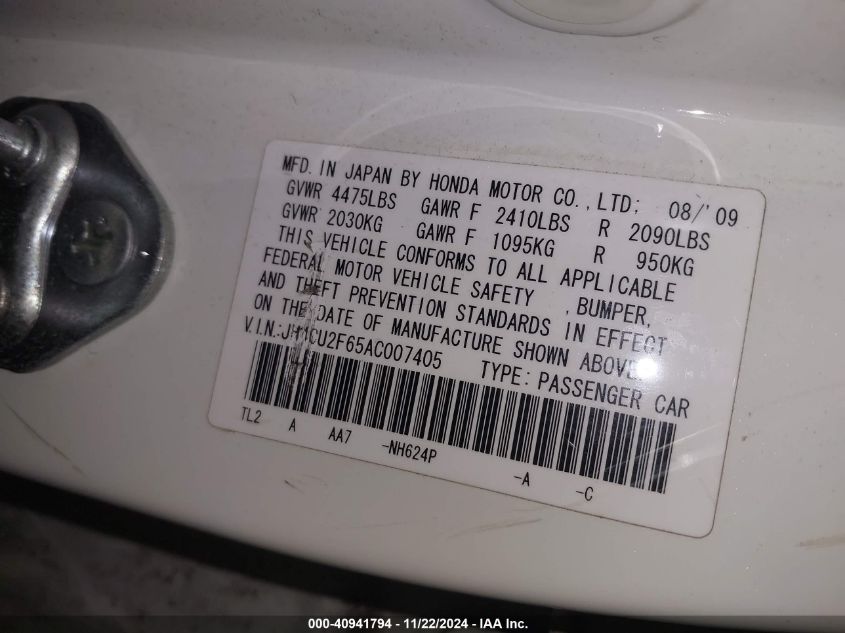 MFD. IN JAPAN BY HONDA MOTOR CO.,LTD; 08/'09
GVWR 4475LBS GAWR F 2410LBS R 2090LBS
GVWR 2030KG GAWR F 1095KG R 950KG
THIS VEHICLE CONFORMS TO ALL APPLICABLE
FEDERAL MOTOR VEHICLE SAFETY , BUMPER,
AND THEFT PREVENTION STANDARDS IN EFFECT
ON THE DATE OF MANUFACTURE SHOWN ABOVE.
V.I.N.:JH4CU2F65AC007405 TYPE:PASSENGER CAR
TL2 A AA7 -NH624P -A -C
000-40941794 - 11/22/2024 - IAA Inc.